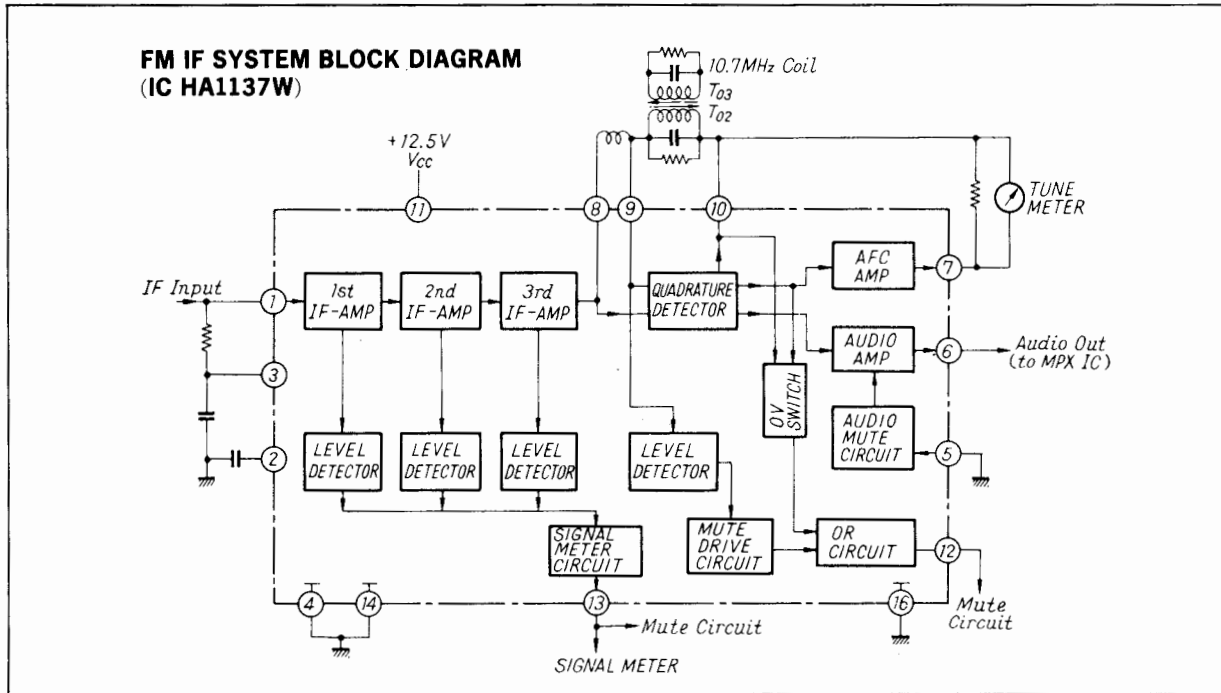 FM IF SYSTEM BLOCK DIAGRAM
(IC HA1137W)
10.7MHz Coil
T03
T02
+12.5V
Vcc
11
8
9
10
TUNE
METER
IF Input
1
1st
IF-AMP
2nd
IF-AMP
3rd
IF-AMP
QUADRATURE
DETECTOR
AFC
AMP
7
3
AUDIO
AMP
6
Audio Out
(to MPX IC)
OV
SWITCH
2
LEVEL
DETECTOR
LEVEL
DETECTOR
LEVEL
DETECTOR
LEVEL
DETECTOR
AUDIO
MUTE
CIRCUIT
5
SIGNAL
METER
CIRCUIT
MUTE
DRIVE
CIRCUIT
OR
CIRCUIT
12
4
14
13
16
Mute Circuit
Mute
Circuit
SIGNAL METER